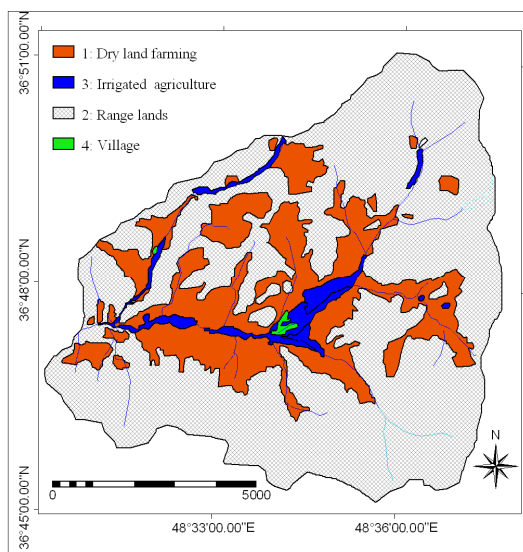 36°51'00.00"N
1: Dry land farming
3: Irrigated agriculture
2: Range lands
4: Village
36°48'00.00"N
N
0
5000
36°45'00.00"N
48°33'00.00"E
48°36'00.00"E